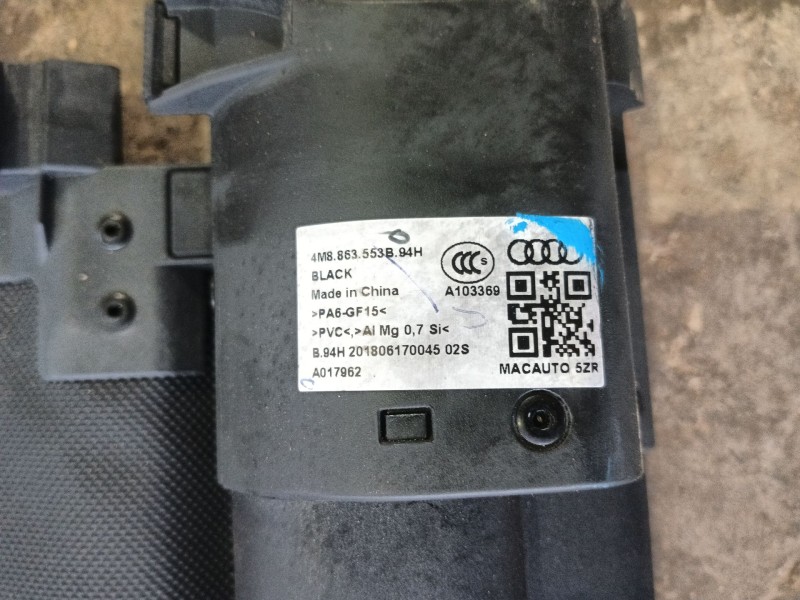 4M8.863.553B.94H
BLACK
Made in China
>PA6-GF15<
>PVC<,>Al Mg 0,7 Si<
B.94H 201806170045 02S
A017962
CCC S
A103369
MACAUTO 5ZR